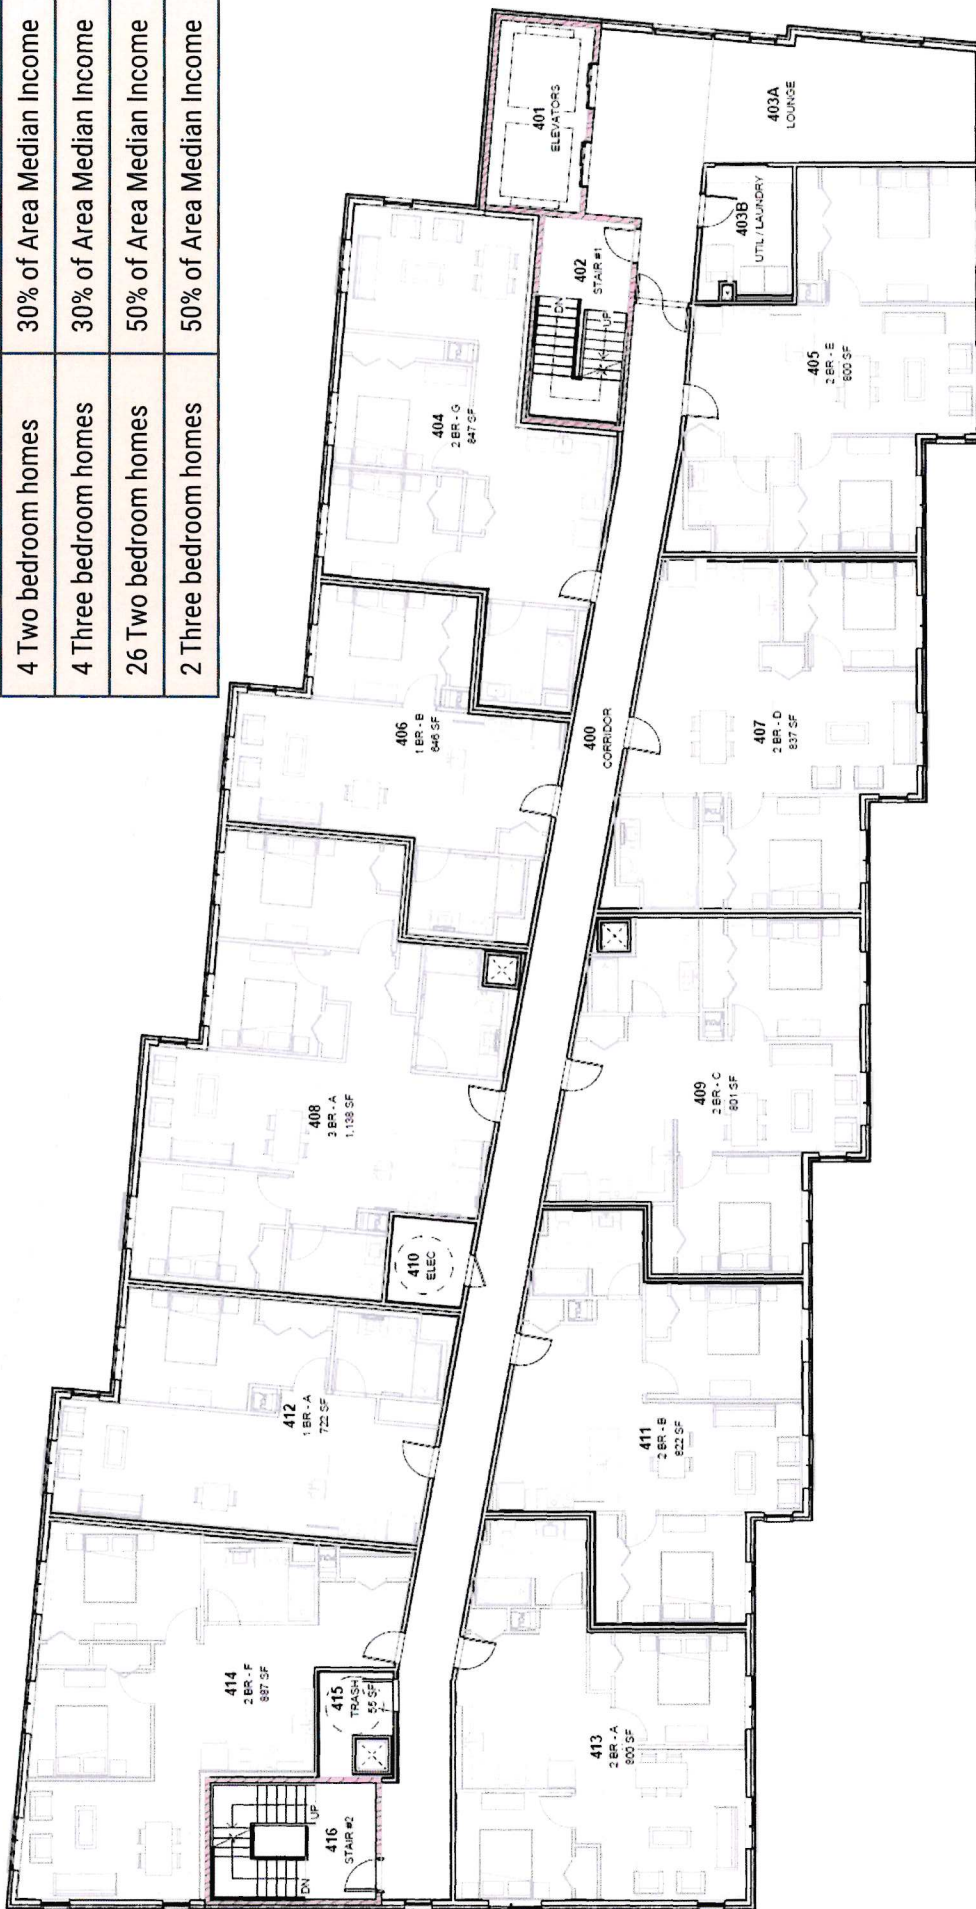 4 Two bedroom homes 30% of Area Median Income
4 Three bedroom homes 30% of Area Median Income
26 Two bedroom homes 50% of Area Median Income
2 Three bedroom homes 50% of Area Median Income
401
ELEVATORS
403A
LOUNGE
402
STAIR #1
DN
UP
403B
UTIL / LAUNDRY
404
2 BR - G
847 SF
405
2 BR - E
800 SF
406
1 BR - B
646 SF
400
CORRIDOR
407
2 BR - D
837 SF
408
3 BR - A
1,138 SF
409
2 BR - C
801 SF
410
ELEC
412
1 BR - A
722 SF
411
2 BR - B
822 SF
414
2 BR - F
887 SF
415
TRASH
55 SF
413
2 BR - A
800 SF
416
STAIR #2
UP
DN